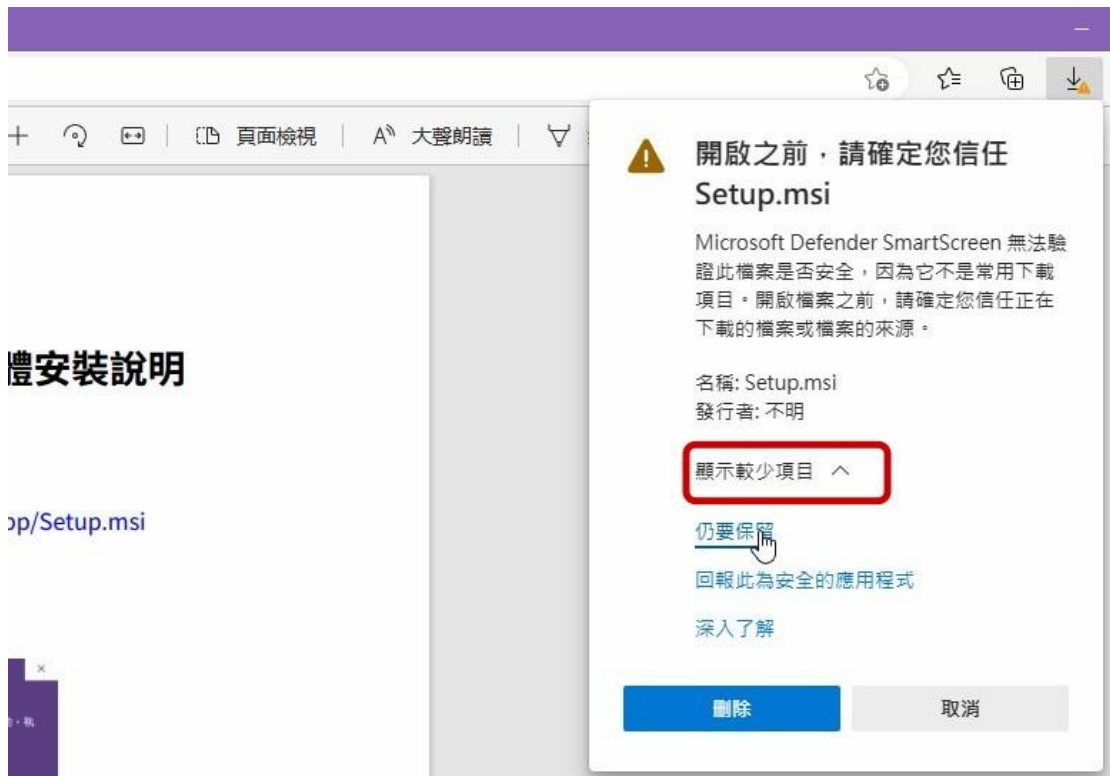 頁面檢視
大聲朗讀
開啟之前，請確定您信任
Setup.msi
Microsoft Defender SmartScreen 無法驗
證此檔案是否安全，因為它不是常用下載
項目。開啟檔案之前，請確定您信任正在
下載的檔案或檔案的來源。
名稱: Setup.msi
發行者: 不明
顯示較少項目
仍要保留
回報此為安全的應用程式
深入了解
刪除
取消
體安裝說明
op/Setup.msi